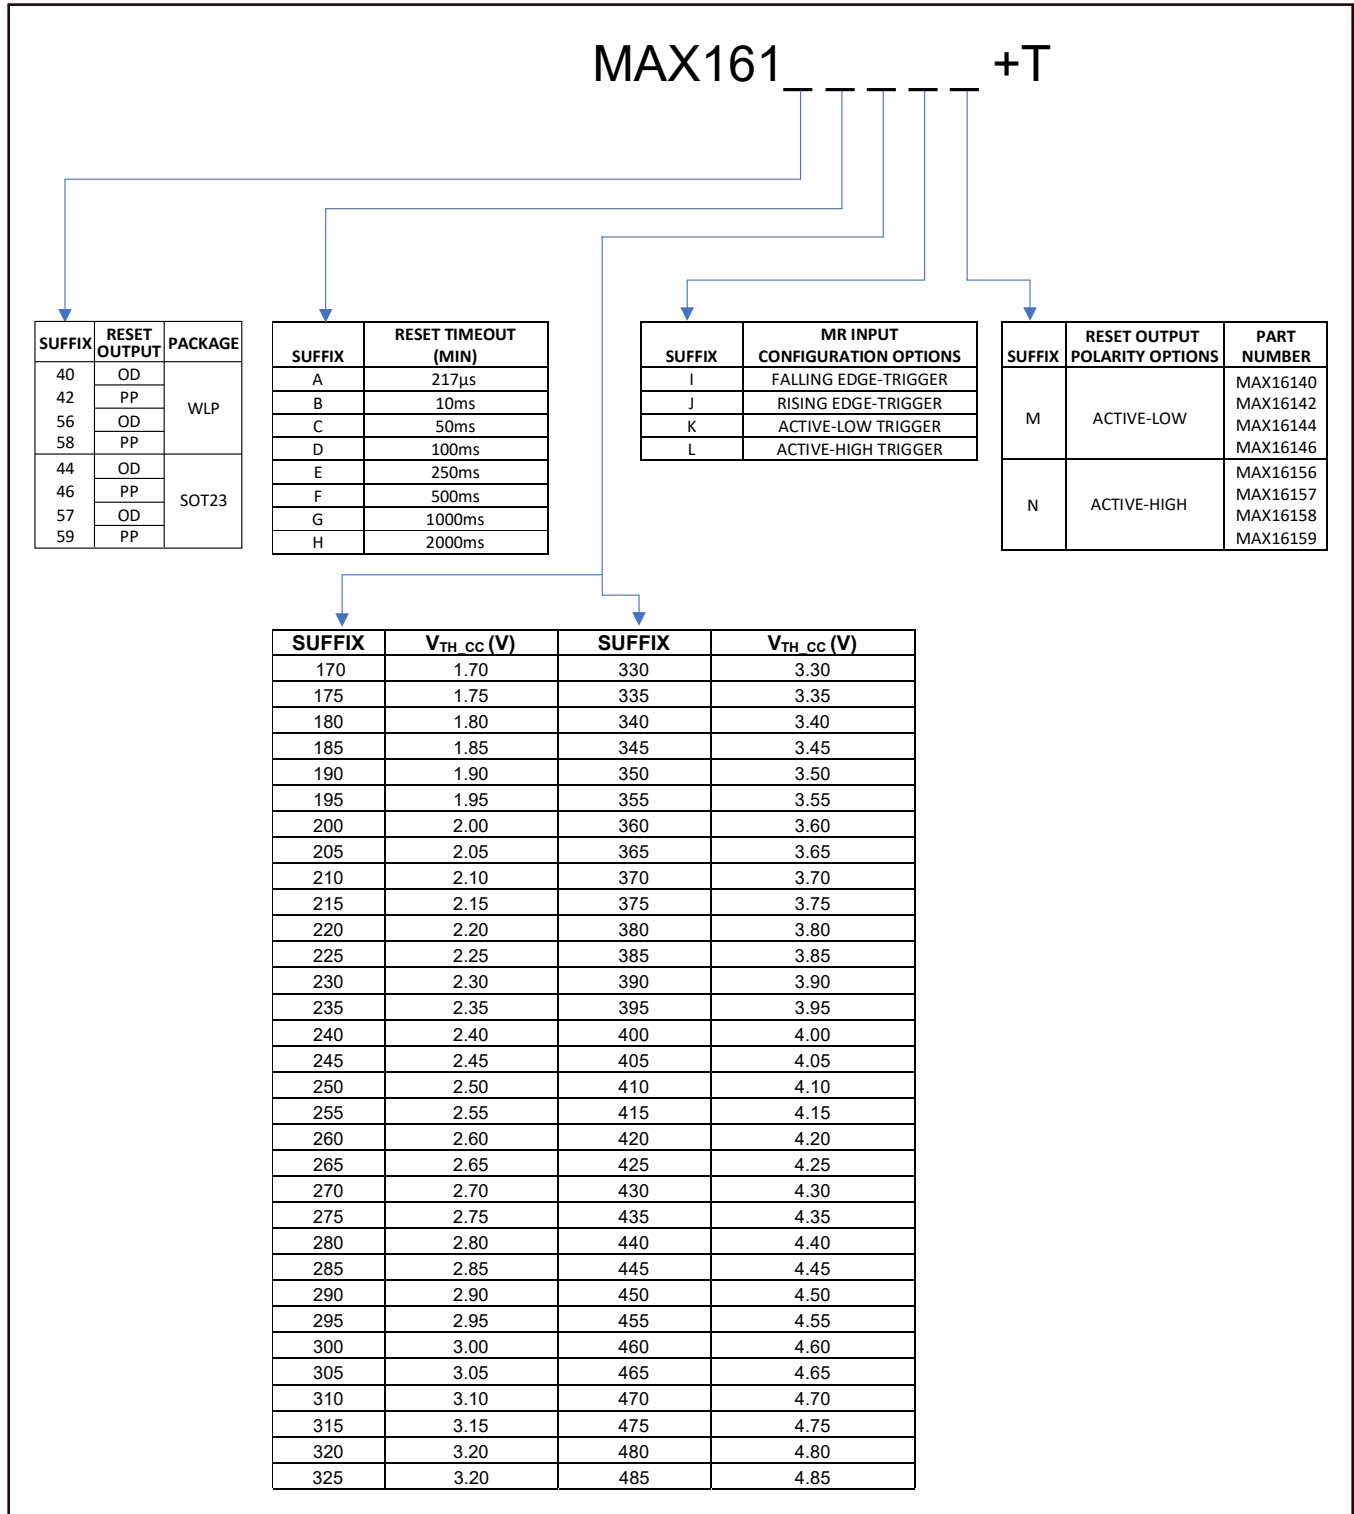 MAX161_ _ _ _ _ +T
SUFFIX RESET OUTPUT PACKAGE
40 OD
42 PP
WLP
56 OD
58 PP
44 OD
46 PP
SOT23
57 OD
59 PP
SUFFIX RESET TIMEOUT (MIN)
A 217µs
B 10ms
C 50ms
D 100ms
E 250ms
F 500ms
G 1000ms
H 2000ms
SUFFIX MR INPUT CONFIGURATION OPTIONS
I FALLING EDGE-TRIGGER
J RISING EDGE-TRIGGER
K ACTIVE-LOW TRIGGER
L ACTIVE-HIGH TRIGGER
SUFFIX RESET OUTPUT POLARITY OPTIONS PART NUMBER
M ACTIVE-LOW
MAX16140
MAX16142
MAX16144
MAX16146
N ACTIVE-HIGH
MAX16156
MAX16157
MAX16158
MAX16159
SUFFIX VTH_CC (V) SUFFIX VTH_CC (V)
170 1.70 330 3.30
175 1.75 335 3.35
180 1.80 340 3.40
185 1.85 345 3.45
190 1.90 350 3.50
195 1.95 355 3.55
200 2.00 360 3.60
205 2.05 365 3.65
210 2.10 370 3.70
215 2.15 375 3.75
220 2.20 380 3.80
225 2.25 385 3.85
230 2.30 390 3.90
235 2.35 395 3.95
240 2.40 400 4.00
245 2.45 405 4.05
250 2.50 410 4.10
255 2.55 415 4.15
260 2.60 420 4.20
265 2.65 425 4.25
270 2.70 430 4.30
275 2.75 435 4.35
280 2.80 440 4.40
285 2.85 445 4.45
290 2.90 450 4.50
295 2.95 455 4.55
300 3.00 460 4.60
305 3.05 465 4.65
310 3.10 470 4.70
315 3.15 475 4.75
320 3.20 480 4.80
325 3.20 485 4.85